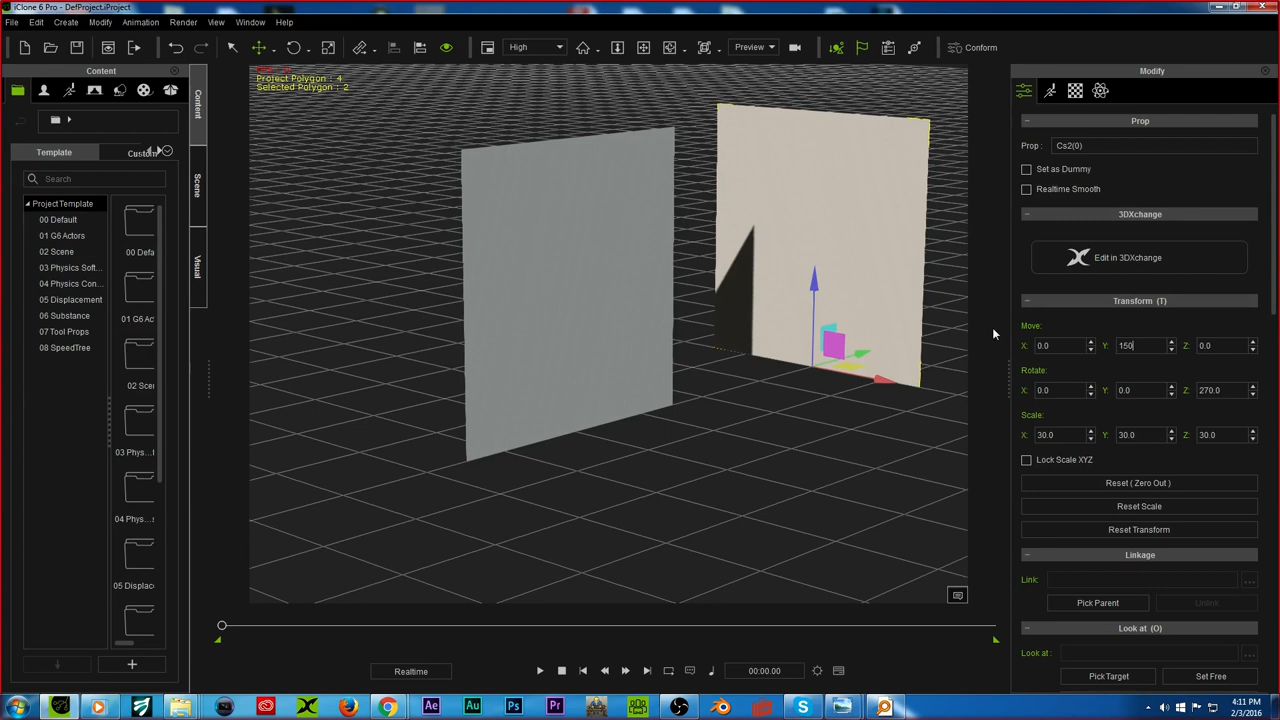 iClone 6 Pro - DefProject.iProject
File Edit Create Modify Animation Render View Window Help
High Preview Conform
Content
Template Custom
Search
Project Template
00 Default
01 G6 Actors
02 Scene
03 Physics Soft...
04 Physics Con...
05 Displacement
06 Substance
07 Tool Props
08 SpeedTree
00 Defa
01 G6 Ac
02 Scen
03 Phys...
04 Phys...
05 Displac
Content
Scene
Visual
Project Polygon : 4
Selected Polygon : 2
Realtime
00:00.00
Modify
Prop
Prop : Cs2(0)
Set as Dummy
Realtime Smooth
3DXchange
Edit in 3DXchange
Transform (T)
Move:
X: 0.0 Y: 150 Z: 0.0
Rotate:
X: 0.0 Y: 0.0 Z: 270.0
Scale:
X: 30.0 Y: 30.0 Z: 30.0
Lock Scale XYZ
Reset ( Zero Out )
Reset Scale
Reset Transform
Linkage
Link:
Pick Parent Unlink
Look at (O)
Look at :
Pick Target Set Free
Ae Au Ps Pr
4:11 PM
2/3/2016